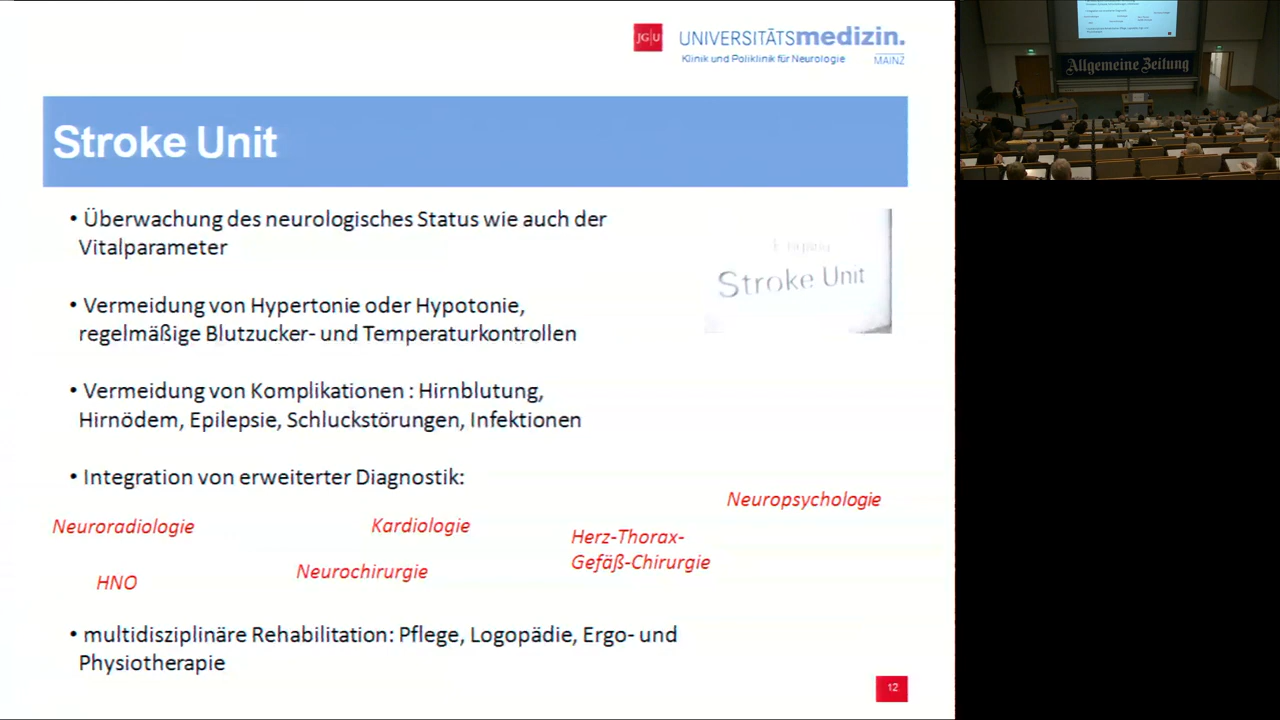 JG|U
UNIVERSITÄTSmedizin.
Klinik und Poliklinik für Neurologie
MAINZ
Stroke Unit
• Überwachung des neurologisches Status wie auch der
Vitalparameter
Stroke Unit
• Vermeidung von Hypertonie oder Hypotonie,
regelmäßige Blutzucker- und Temperaturkontrollen
• Vermeidung von Komplikationen : Hirnblutung,
Hirnödem, Epilepsie, Schluckstörungen, Infektionen
• Integration von erweiterter Diagnostik:
Neuropsychologie
Neuroradiologie
Kardiologie
Herz-Thorax-
Gefäß-Chirurgie
Neurochirurgie
HNO
• multidisziplinäre Rehabilitation: Pflege, Logopädie, Ergo- und
Physiotherapie
12
Allgemeine Zeitung